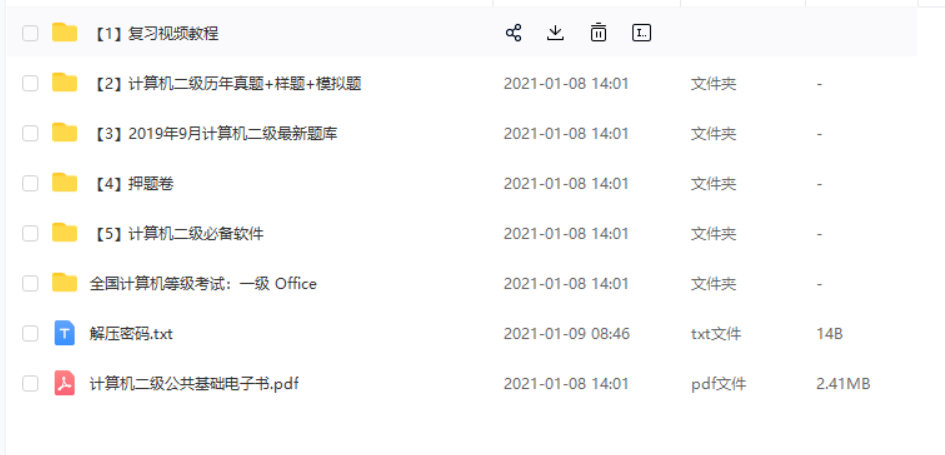 【1】复习视频教程
【2】计算机二级历年真题+样题+模拟题 2021-01-08 14:01 文件夹 -
【3】2019年9月计算机二级最新题库 2021-01-08 14:01 文件夹 -
【4】押题卷 2021-01-08 14:01 文件夹 -
【5】计算机二级必备软件 2021-01-08 14:01 文件夹 -
全国计算机等级考试：一级 Office 2021-01-08 14:01 文件夹 -
解压密码.txt 2021-01-09 08:46 txt文件 14B
计算机二级公共基础电子书.pdf 2021-01-08 14:01 pdf文件 2.41MB